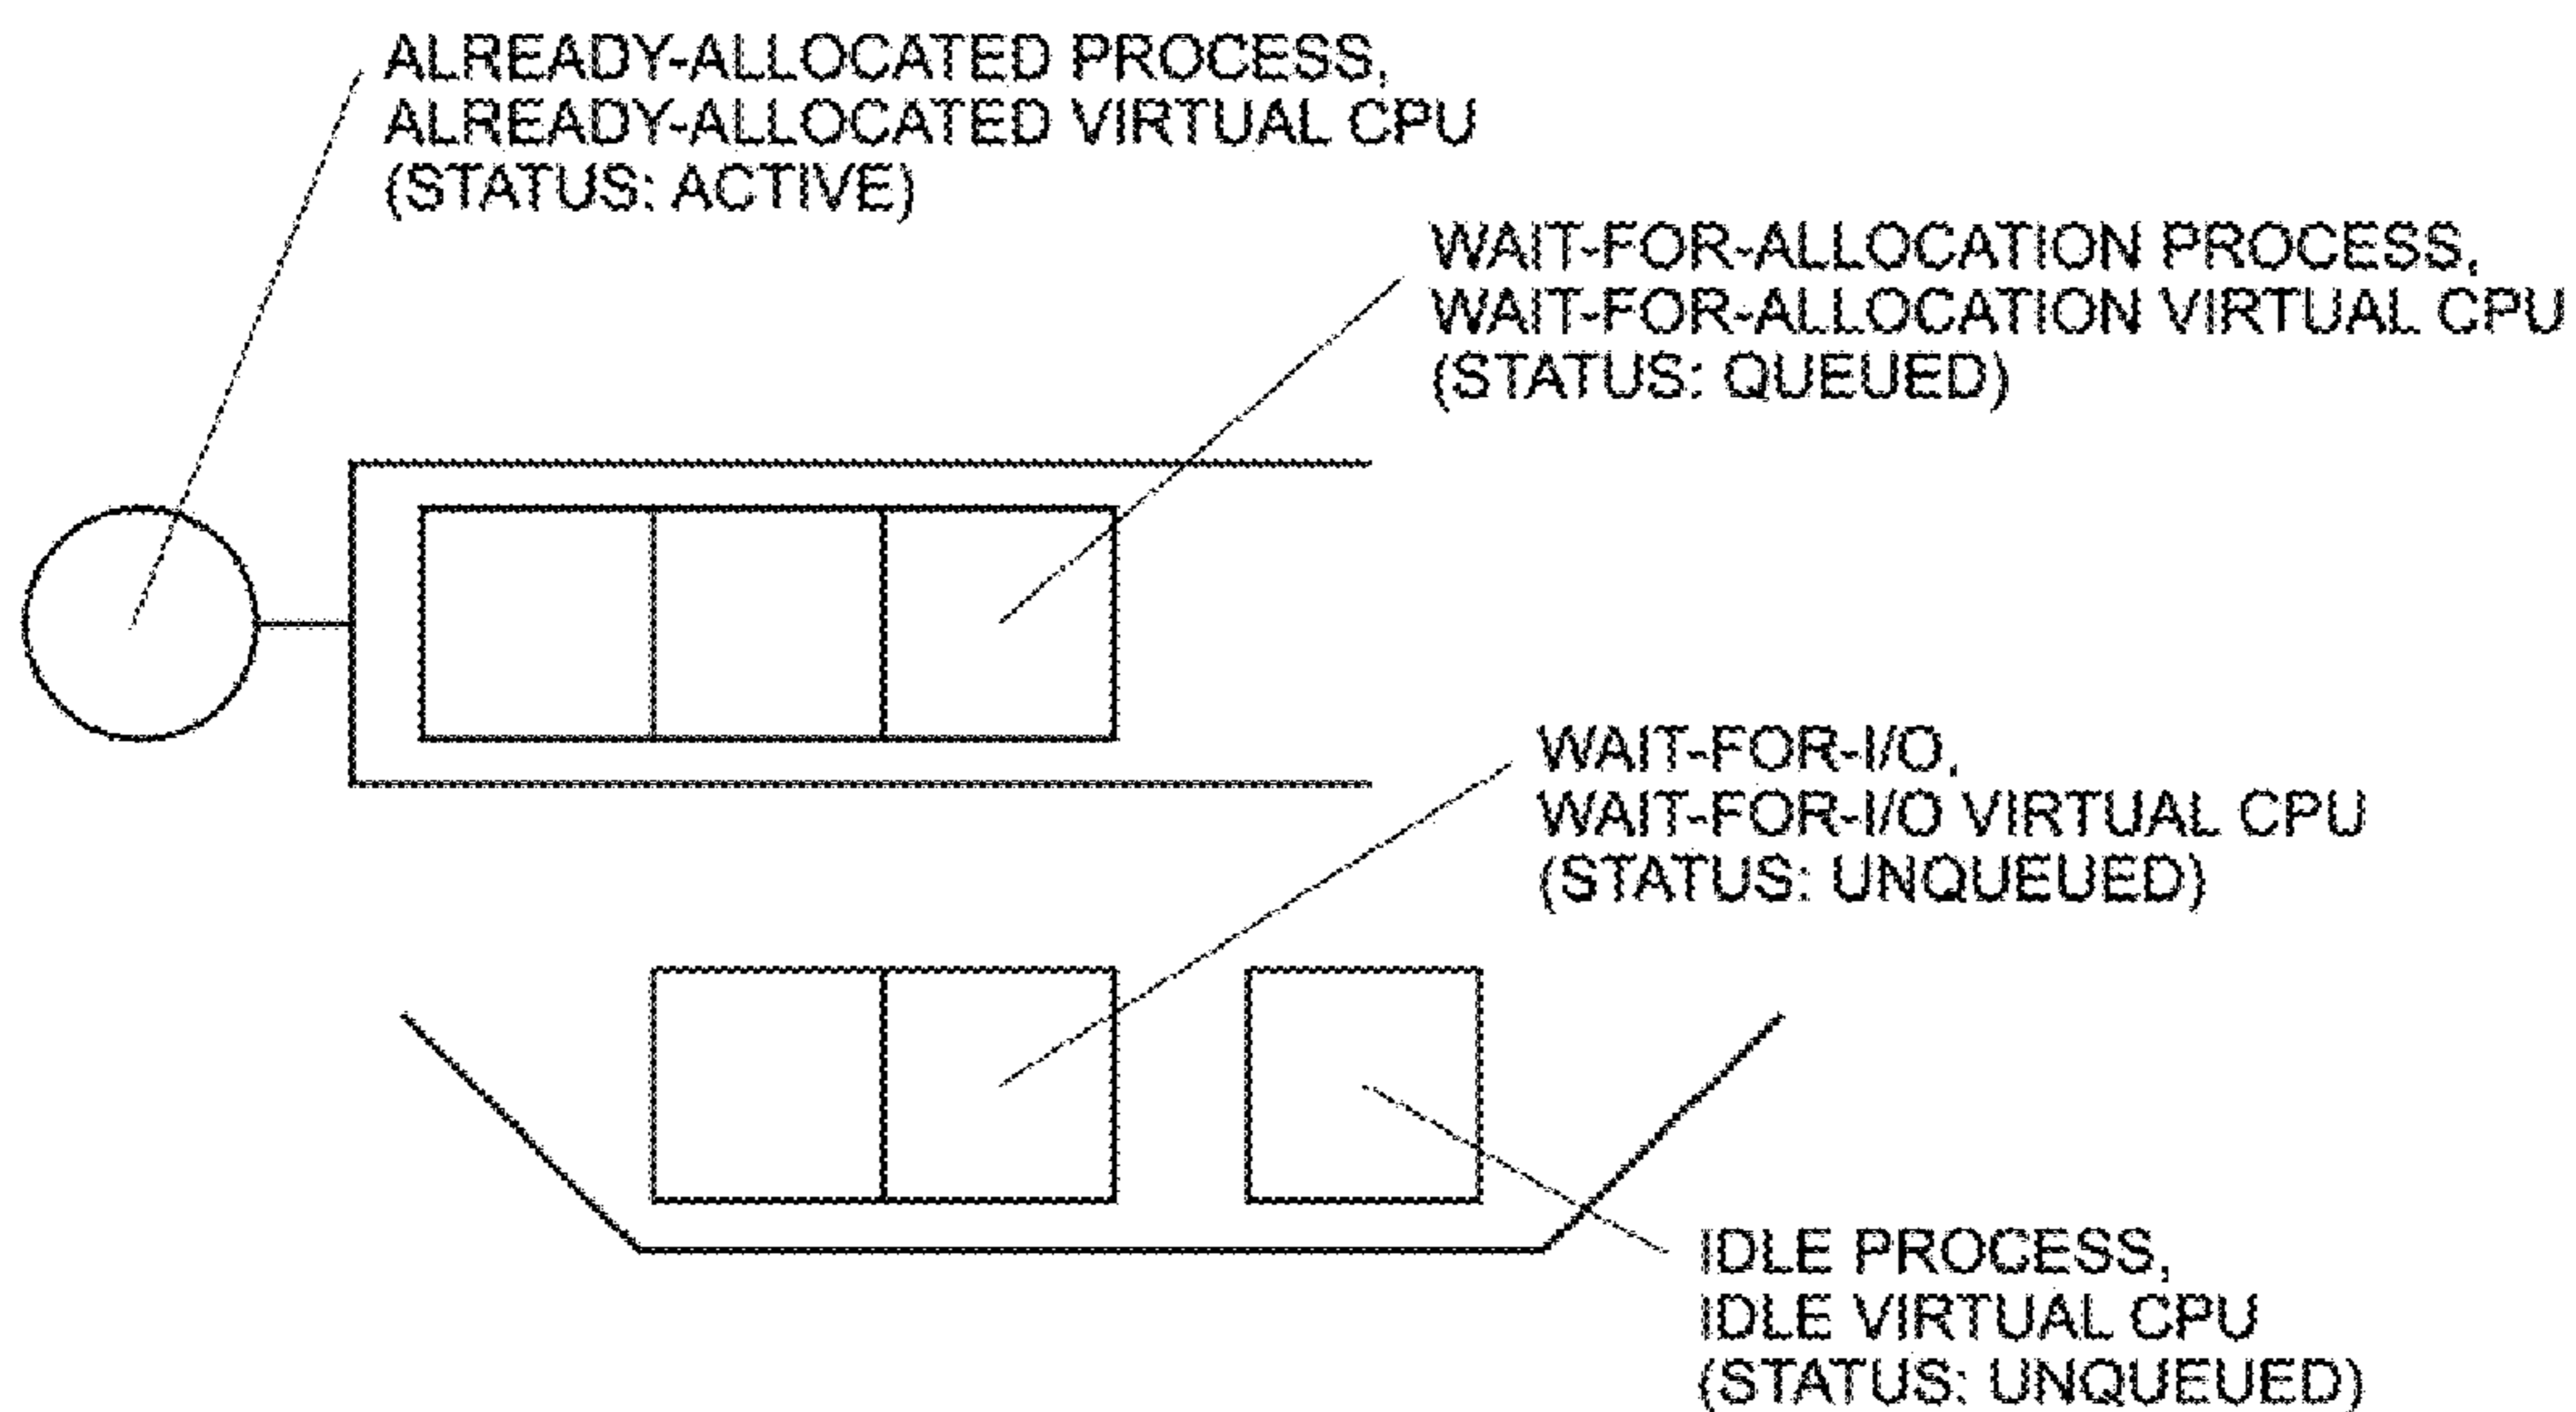 ALREADY-ALLOCATED PROCESS,
ALREADY-ALLOCATED VIRTUAL CPU
(STATUS: ACTIVE)
WAIT-FOR-ALLOCATION PROCESS,
WAIT-FOR-ALLOCATION VIRTUAL CPU
(STATUS: QUEUED)
WAIT-FOR-I/O,
WAIT-FOR-I/O VIRTUAL CPU
(STATUS: UNQUEUED)
IDLE PROCESS,
IDLE VIRTUAL CPU
(STATUS: UNQUEUED)